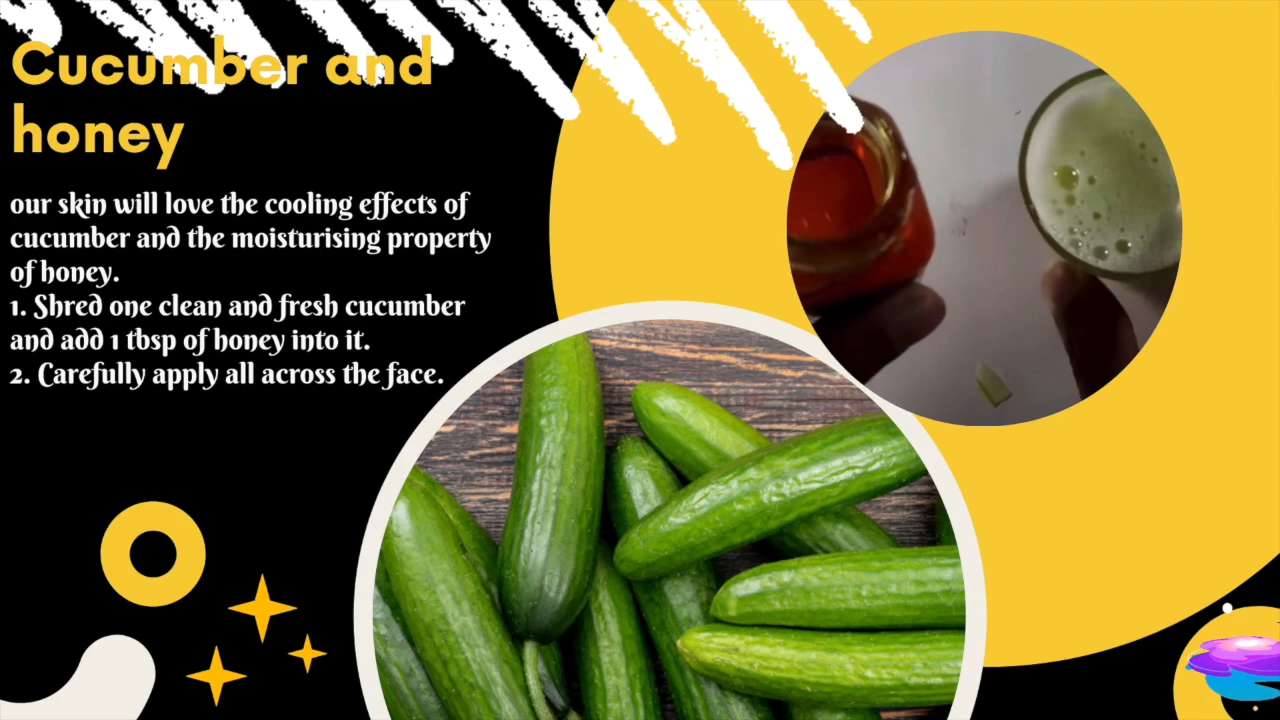 Cucumber and
honey
our skin will love the cooling effects of
cucumber and the moisturising property
of honey.
1. Shred one clean and fresh cucumber
and add 1 tbsp of honey into it.
2. Carefully apply all across the face.